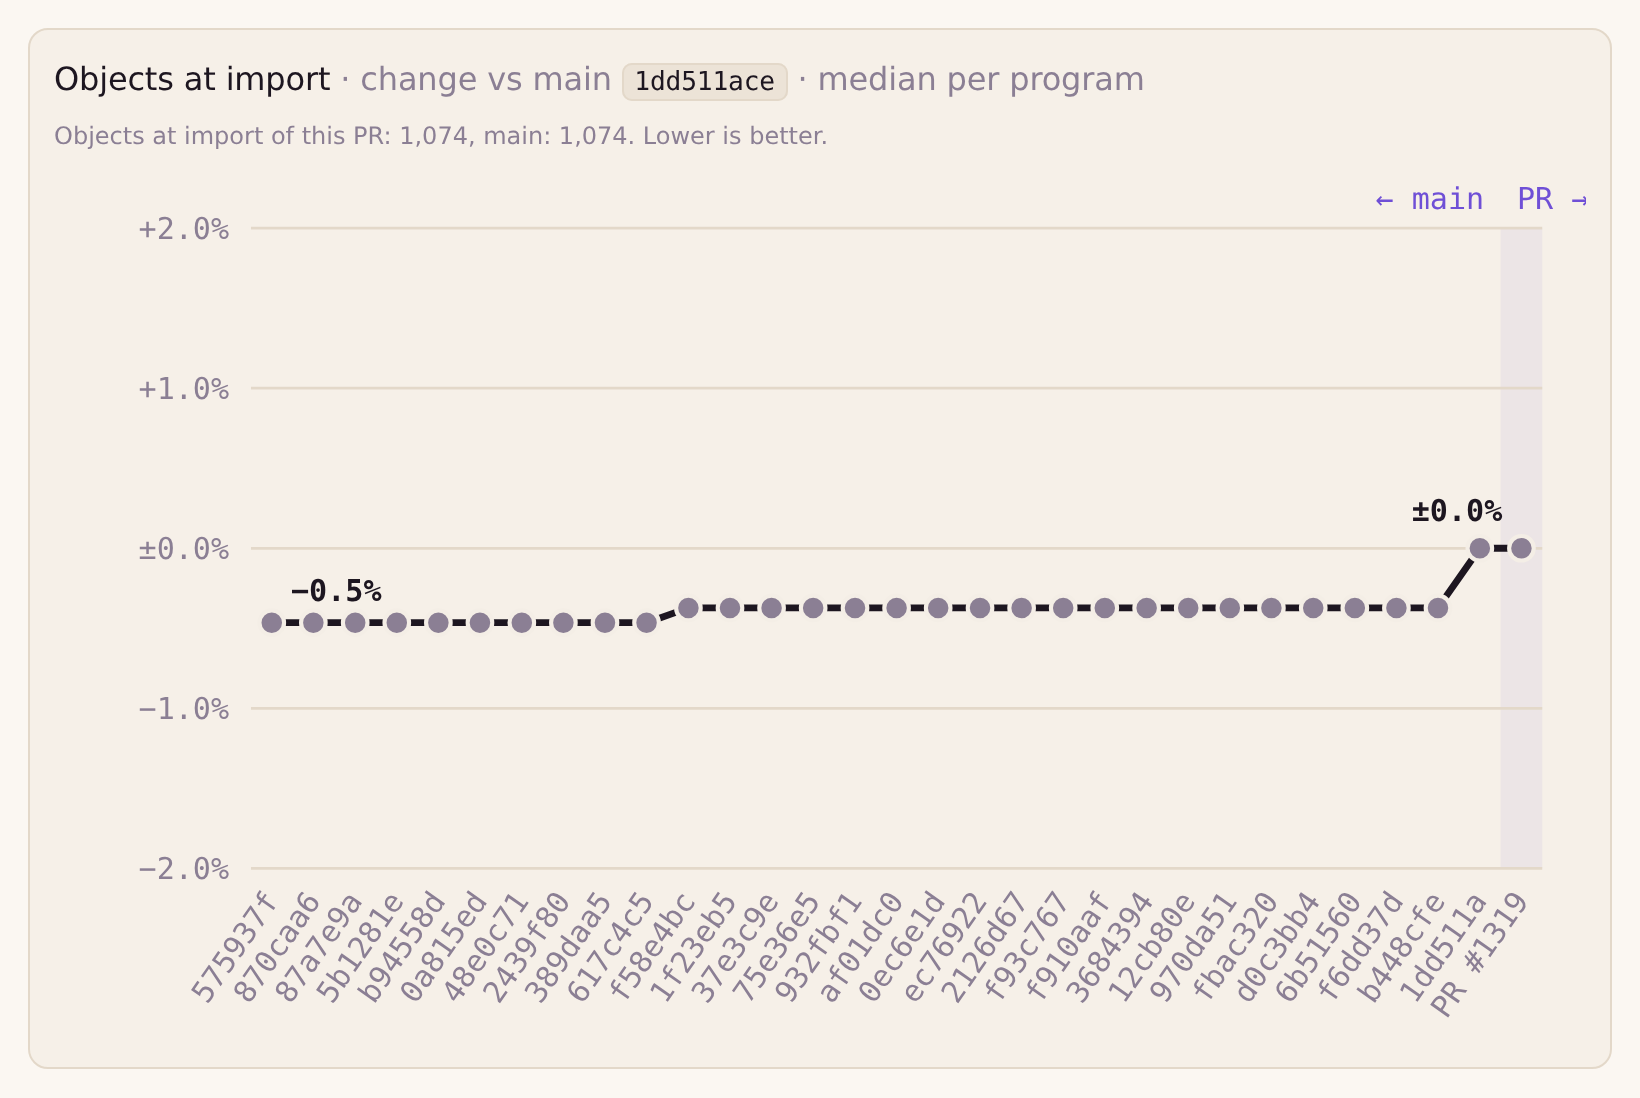 Objects at import · change vs main 1dd511ace · median per program
Objects at import of this PR: 1,074, main: 1,074. Lower is better.
← main PR →
+2.0%
+1.0%
±0.0%
−1.0%
−2.0%
−0.5%
±0.0%
575937f
870caa6
87a7e9a
5b1281e
b94558d
0a815ed
48e0c71
2439f80
389daa5
617c4c5
f58e4bc
1f23eb5
37e3c9e
75e36e5
932fbf1
af01dc0
0ec6e1d
ec76922
2126d67
f93c767
f910aaf
3684394
12cb80e
970da51
fbac320
d0c3bb4
6b51560
f6dd37d
b448cfe
1dd511a
PR #1319